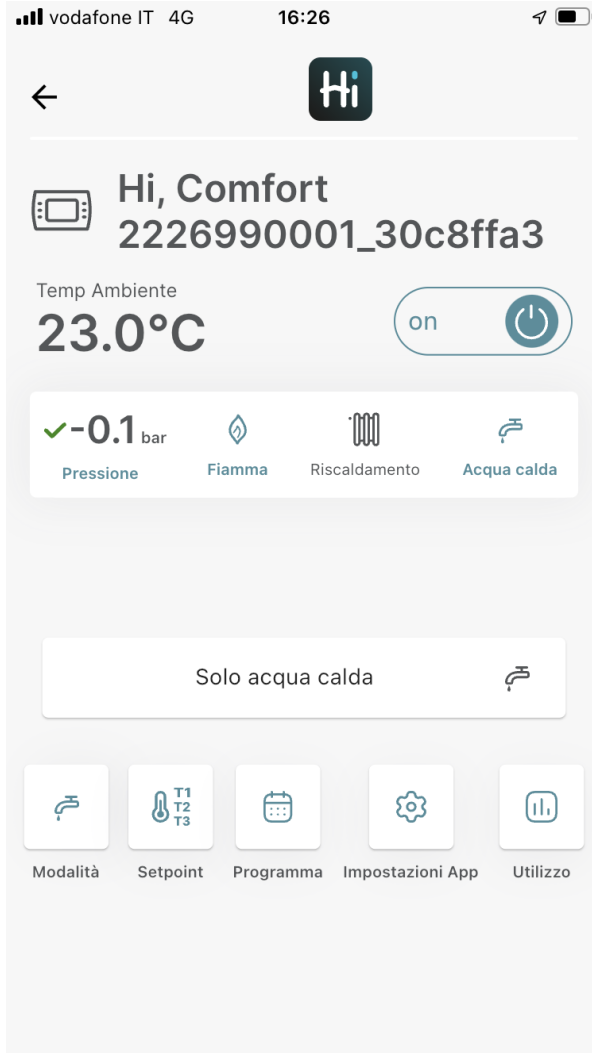 vodafone IT 4G 16:26
Hi
Hi, Comfort
2226990001_30c8ffa3
Temp Ambiente
23.0°C
on
-0.1 bar
Pressione
Fiamma
Riscaldamento
Acqua calda
Solo acqua calda
T1
T2
T3
Modalità
Setpoint
Programma
Impostazioni App
Utilizzo